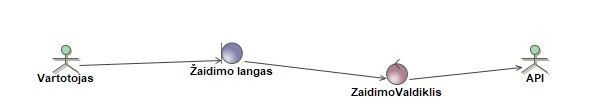 Vartotojas
Žaidimo langas
ZaidimoValdiklis
API